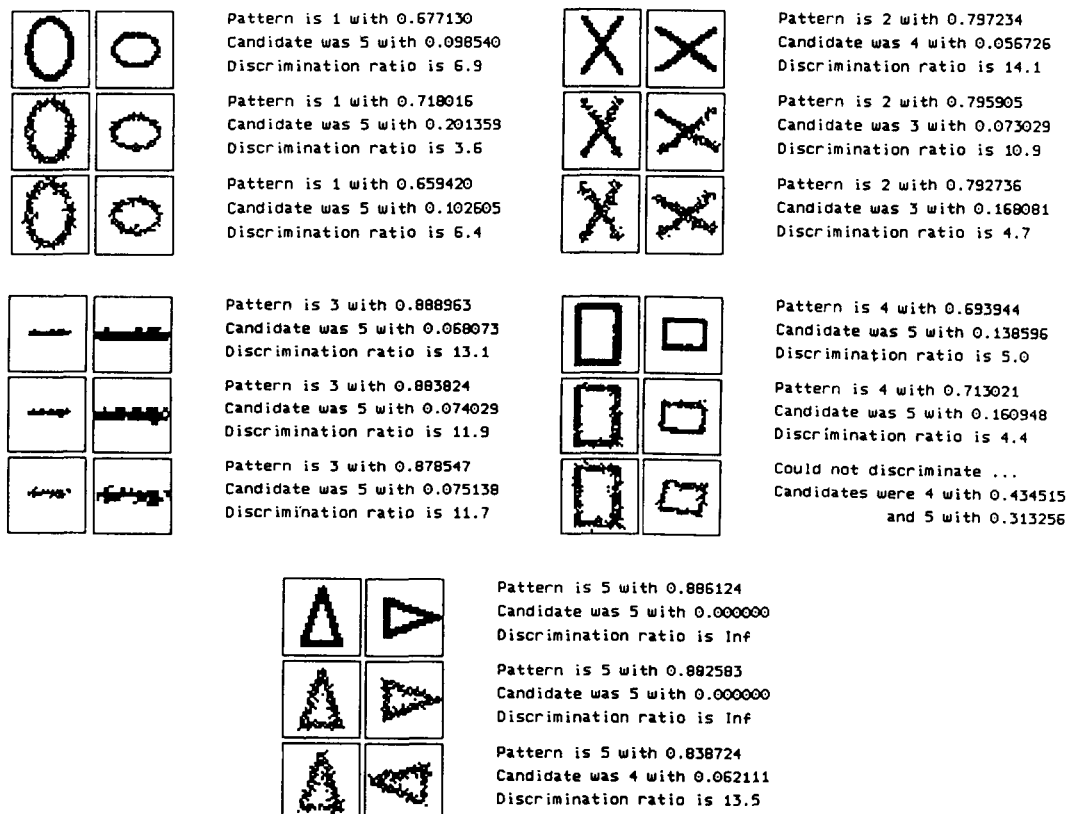 Pattern is 1 with 0.677130
Candidate was 5 with 0.098540
Discrimination ratio is 6.9
Pattern is 1 with 0.718016
Candidate was 5 with 0.201359
Discrimination ratio is 3.6
Pattern is 1 with 0.659420
Candidate was 5 with 0.102605
Discrimination ratio is 6.4
Pattern is 2 with 0.797234
Candidate was 4 with 0.056726
Discrimination ratio is 14.1
Pattern is 2 with 0.795905
Candidate was 3 with 0.073029
Discrimination ratio is 10.9
Pattern is 2 with 0.792736
Candidate was 3 with 0.168081
Discrimination ratio is 4.7
Pattern is 3 with 0.888963
Candidate was 5 with 0.068073
Discrimination ratio is 13.1
Pattern is 3 with 0.883824
Candidate was 5 with 0.074029
Discrimination ratio is 11.9
Pattern is 3 with 0.878547
Candidate was 5 with 0.075138
Discrimination ratio is 11.7
Pattern is 4 with 0.693944
Candidate was 5 with 0.138596
Discrimination ratio is 5.0
Pattern is 4 with 0.713021
Candidate was 5 with 0.160948
Discrimination ratio is 4.4
Could not discriminate ...
Candidates were 4 with 0.434515
and 5 with 0.313256
Pattern is 5 with 0.886124
Candidate was 5 with 0.000000
Discrimination ratio is Inf
Pattern is 5 with 0.882583
Candidate was 5 with 0.000000
Discrimination ratio is Inf
Pattern is 5 with 0.838724
Candidate was 4 with 0.062111
Discrimination ratio is 13.5